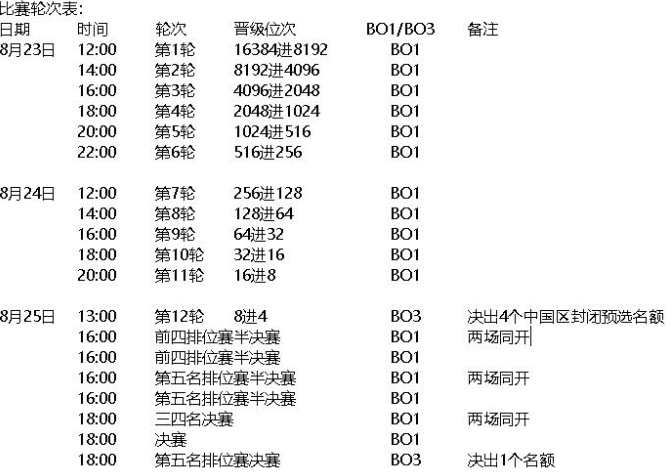 比赛轮次表:
日期 时间 轮次 晋级位次 BO1/BO3 备注
8月23日 12:00 第1轮 16384进8192 BO1
14:00 第2轮 8192进4096 BO1
16:00 第3轮 4096进2048 BO1
18:00 第4轮 2048进1024 BO1
20:00 第5轮 1024进516 BO1
22:00 第6轮 516进256 BO1
8月24日 12:00 第7轮 256进128 BO1
14:00 第8轮 128进64 BO1
16:00 第9轮 64进32 BO1
18:00 第10轮 32进16 BO1
20:00 第11轮 16进8 BO1
8月25日 13:00 第12轮 8进4 BO3 决出4个中国区封闭预选名额
16:00 前四排位赛半决赛 BO1 两场同开
16:00 前四排位赛半决赛 BO1
16:00 第五名排位赛半决赛 BO1 两场同开
16:00 第五名排位赛半决赛 BO1
18:00 三四名决赛 BO1 两场同开
18:00 决赛 BO1
18:00 第五名排位赛决赛 BO3 决出1个名额